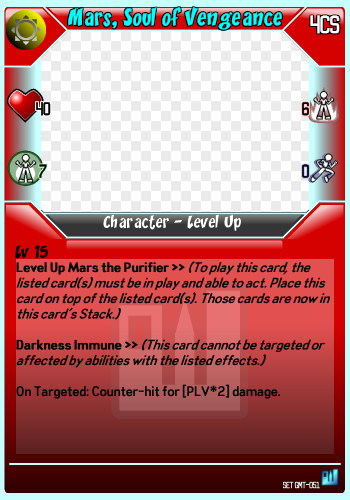 Mars, Soul of Vengeance
4CS
40
6
7
0
Character - Level Up
Lv 15
Level Up Mars the Purifier >> (To play this card, the
listed card(s) must be in play and able to act. Place this
card on top of the listed card(s). Those cards are now in
this card's Stack.)
Darkness Immune >> (This card cannot be targeted or
affected by abilities with the listed effects.)
On Targeted: Counter-hit for [PLV*2] damage.
SET GMT-051